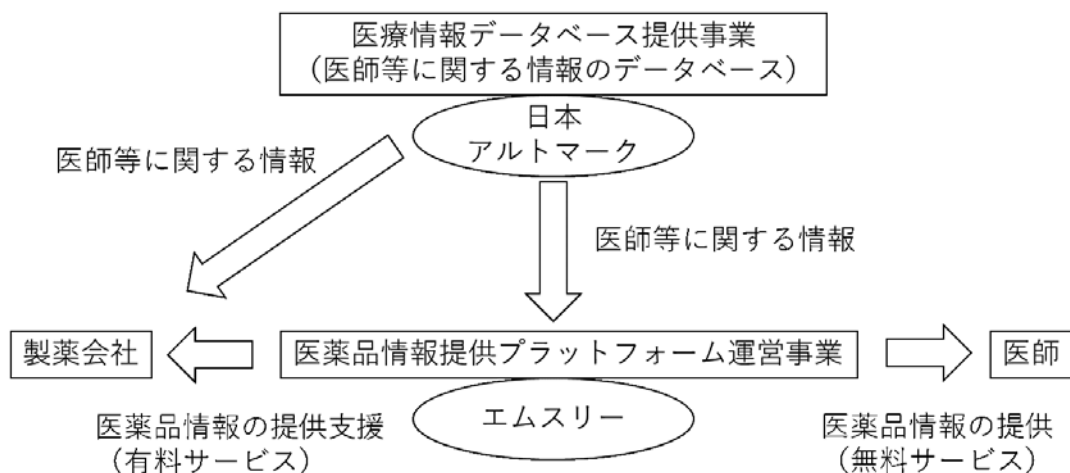 医療情報データベース提供事業
（医師等に関する情報のデータベース）
日本
アルトマーク
医師等に関する情報
医師等に関する情報
製薬会社
医薬品情報提供プラットフォーム運営事業
医師
エムスリー
医薬品情報の提供支援
（有料サービス）
医薬品情報の提供
（無料サービス）